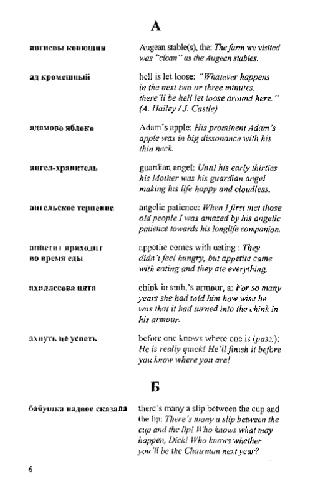 А
авгиевы конюшни Augean stable(s), the: The farm we visited
was "clean" as the Augean stables.
ад кромешный hell is let loose: "Whatever happens
in the next two or three minutes,
there'll be hell let loose around here."
(A. Hailey / J. Castle)
адамово яблоко Adam's apple: His prominent Adam's
apple was in big dissonance with his
thin neck.
ангел-хранитель guardian angel: Until his early thirties
his Mother was his guardian angel
making his life happy and cloudless.
ангельское терпение angelic patience: When I first met those
old people I was amazed by his angelic
patience towards his longlife companion.
аппетит приходит appetite comes with eating: They
во время еды didn't feel hungry, but appetite came
with eating and they ate everything.
ахиллесова пята chink in smb.'s armour, a: For so many
years she had told him how wise he
was that it had turned into the chink in
his armour.
ахнуть не успеть before one knows where one is (разг.):
He is really quick! He'll finish it before
you know where you are!
Б
бабушка надвое сказала there's many a slip between the cup and
the lip: There's many a slip between the
cup and the lip! Who knows what may
happen, Dick! Who knows whether
you'll be the Chairman next year?
6